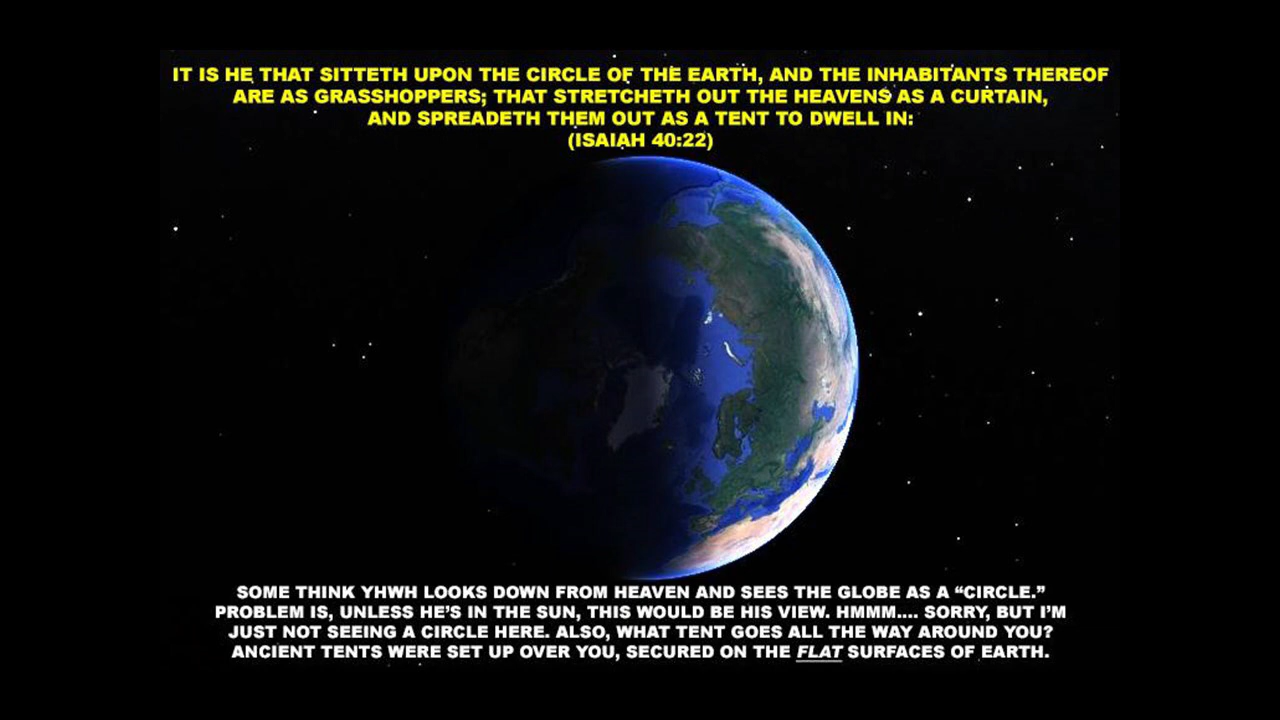 IT IS HE THAT SITTETH UPON THE CIRCLE OF THE EARTH, AND THE INHABITANTS THEREOF
ARE AS GRASSHOPPERS; THAT STRETCHETH OUT THE HEAVENS AS A CURTAIN,
AND SPREADETH THEM OUT AS A TENT TO DWELL IN:
(ISAIAH 40:22)
SOME THINK YHWH LOOKS DOWN FROM HEAVEN AND SEES THE GLOBE AS A “CIRCLE.”
PROBLEM IS, UNLESS HE’S IN THE SUN, THIS WOULD BE HIS VIEW. HMMM.... SORRY, BUT I’M
JUST NOT SEEING A CIRCLE HERE. ALSO, WHAT TENT GOES ALL THE WAY AROUND YOU?
ANCIENT TENTS WERE SET UP OVER YOU, SECURED ON THE FLAT SURFACES OF EARTH.